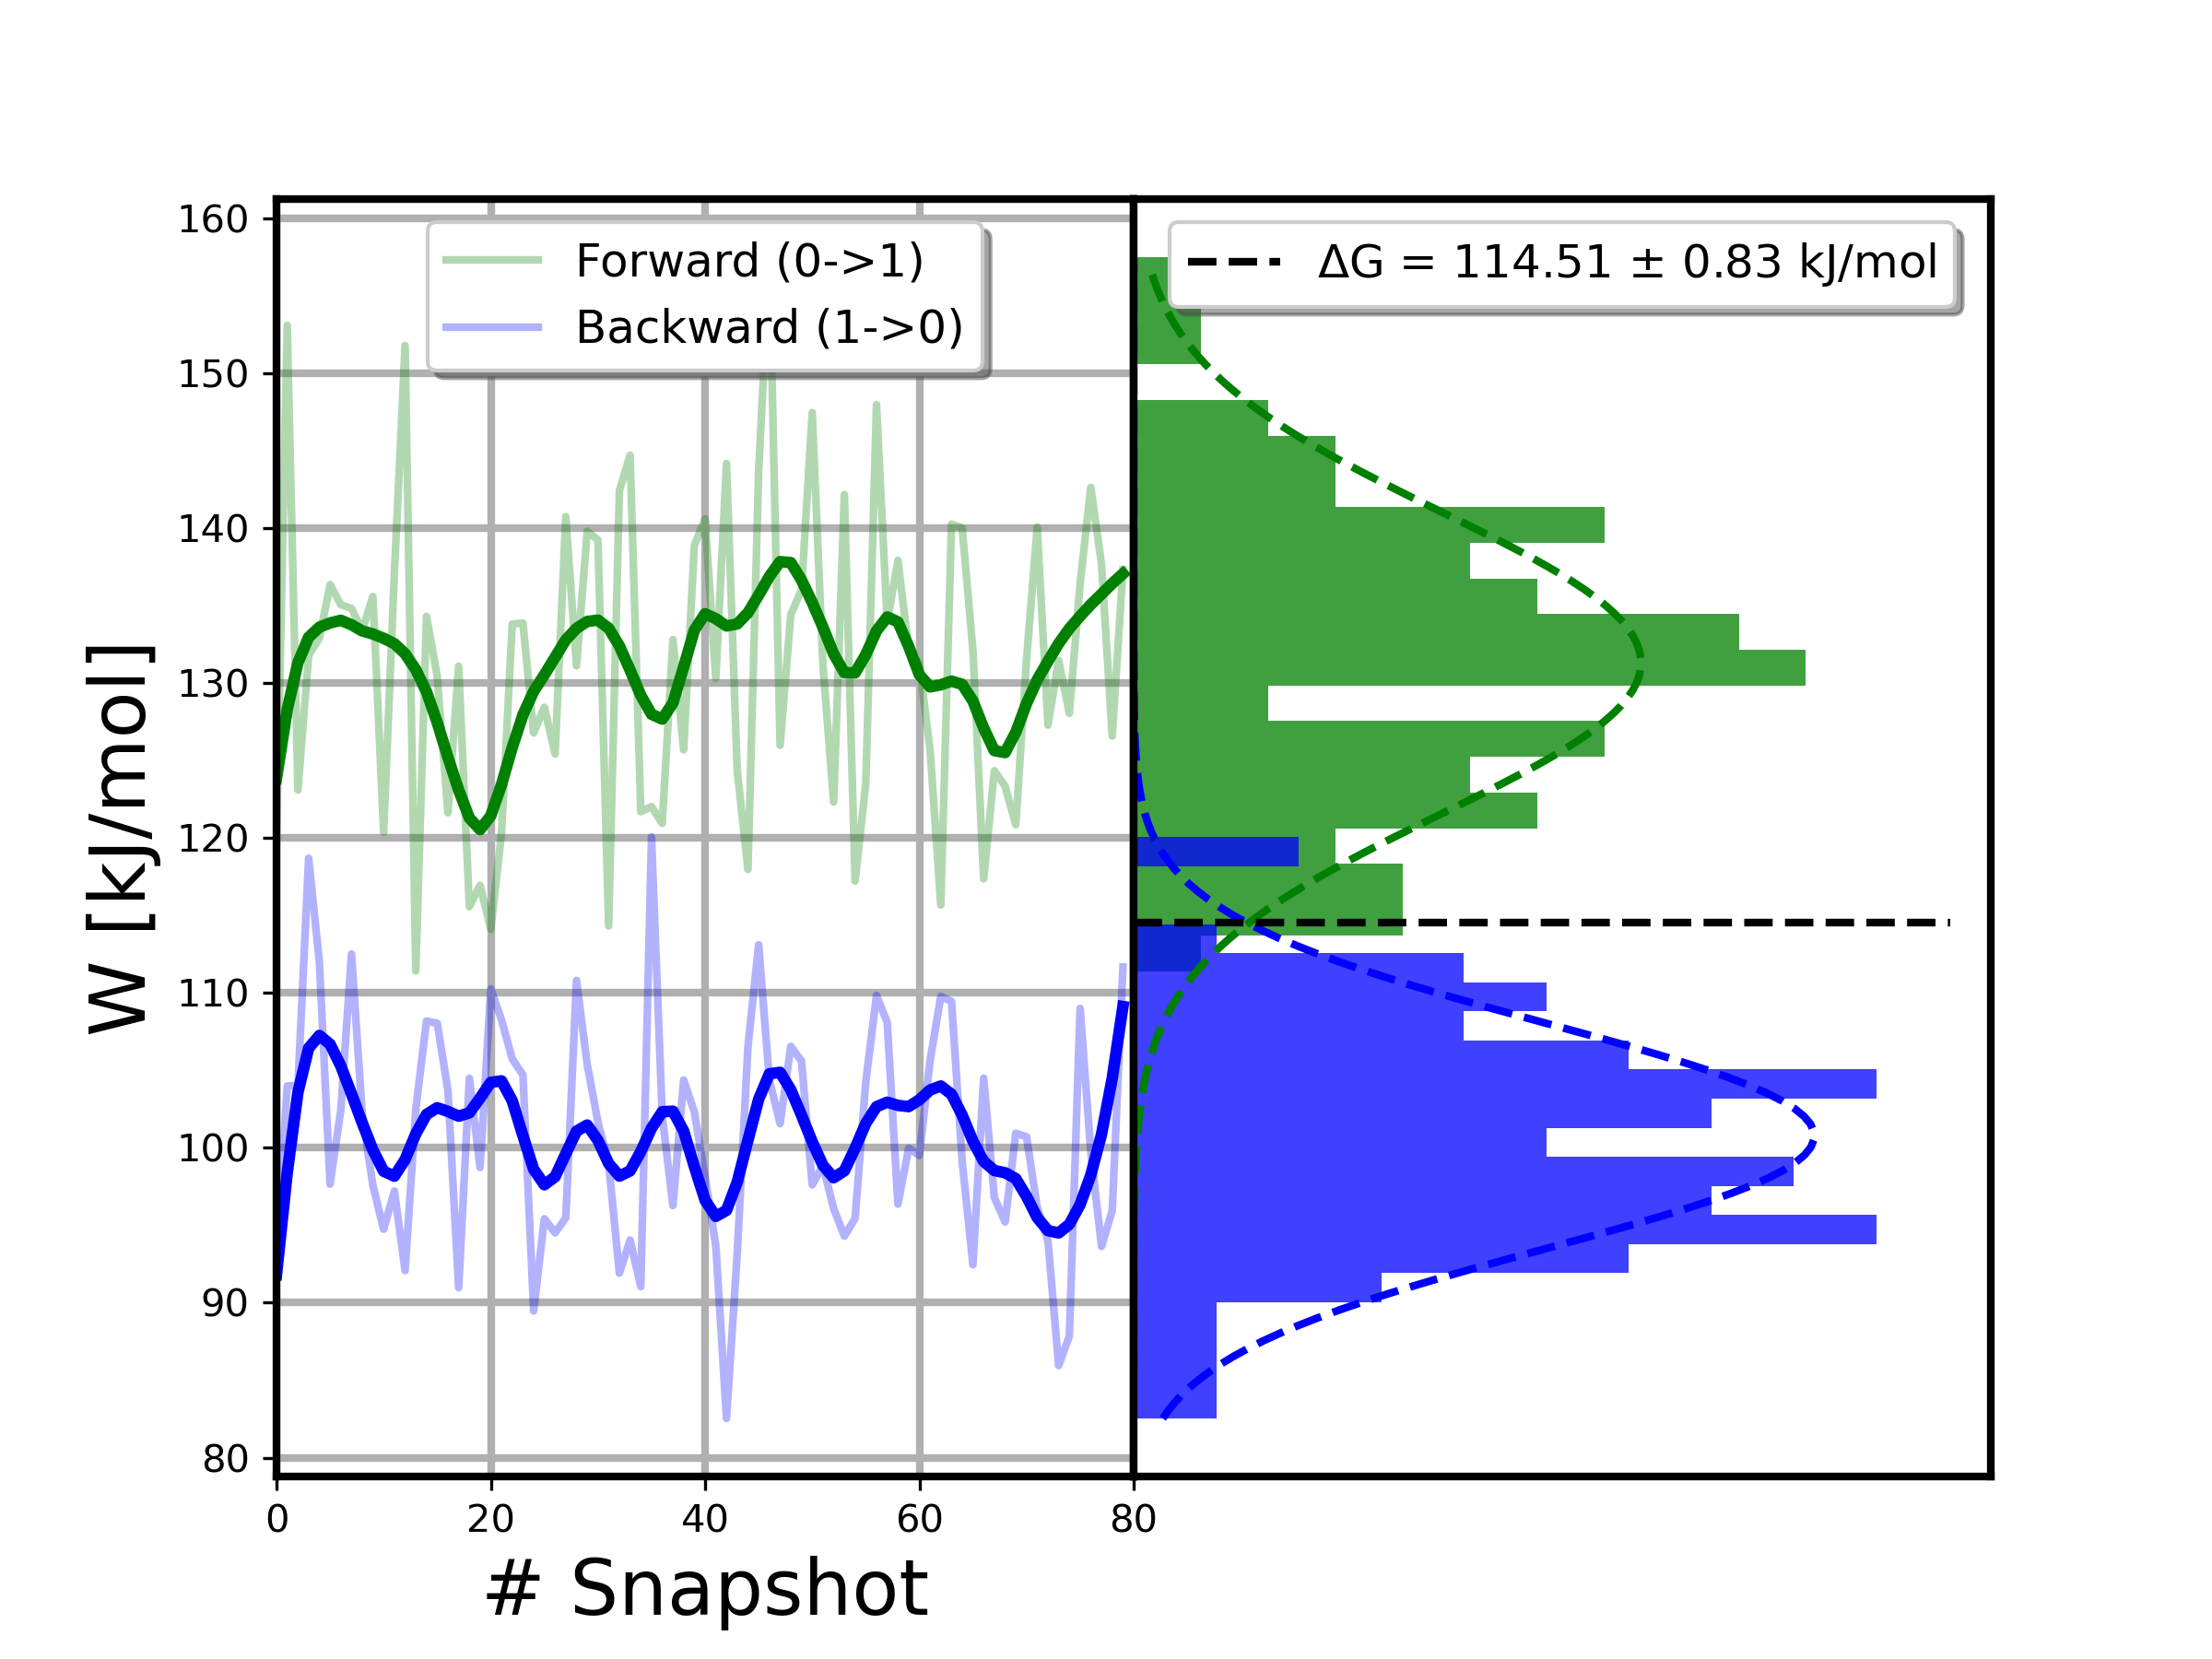 Forward (0->1)
Backward (1->0)
ΔG = 114.51 ± 0.83 kJ/mol
W [kJ/mol]
160
150
140
130
120
110
100
90
80
0 20 40 60 80
# Snapshot